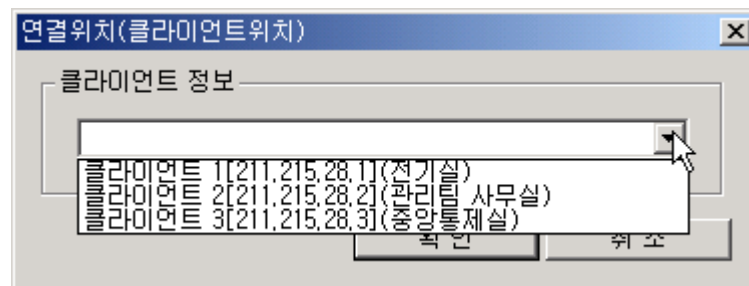 연결위치(클라이언트위치)
클라이언트 정보
클라이언트 1[211,215,28,1](전기실)
클라이언트 2[211,215,28,2](관리팀 사무실)
클라이언트 3[211,215,28,3](중앙통제실)
확 인 취 소